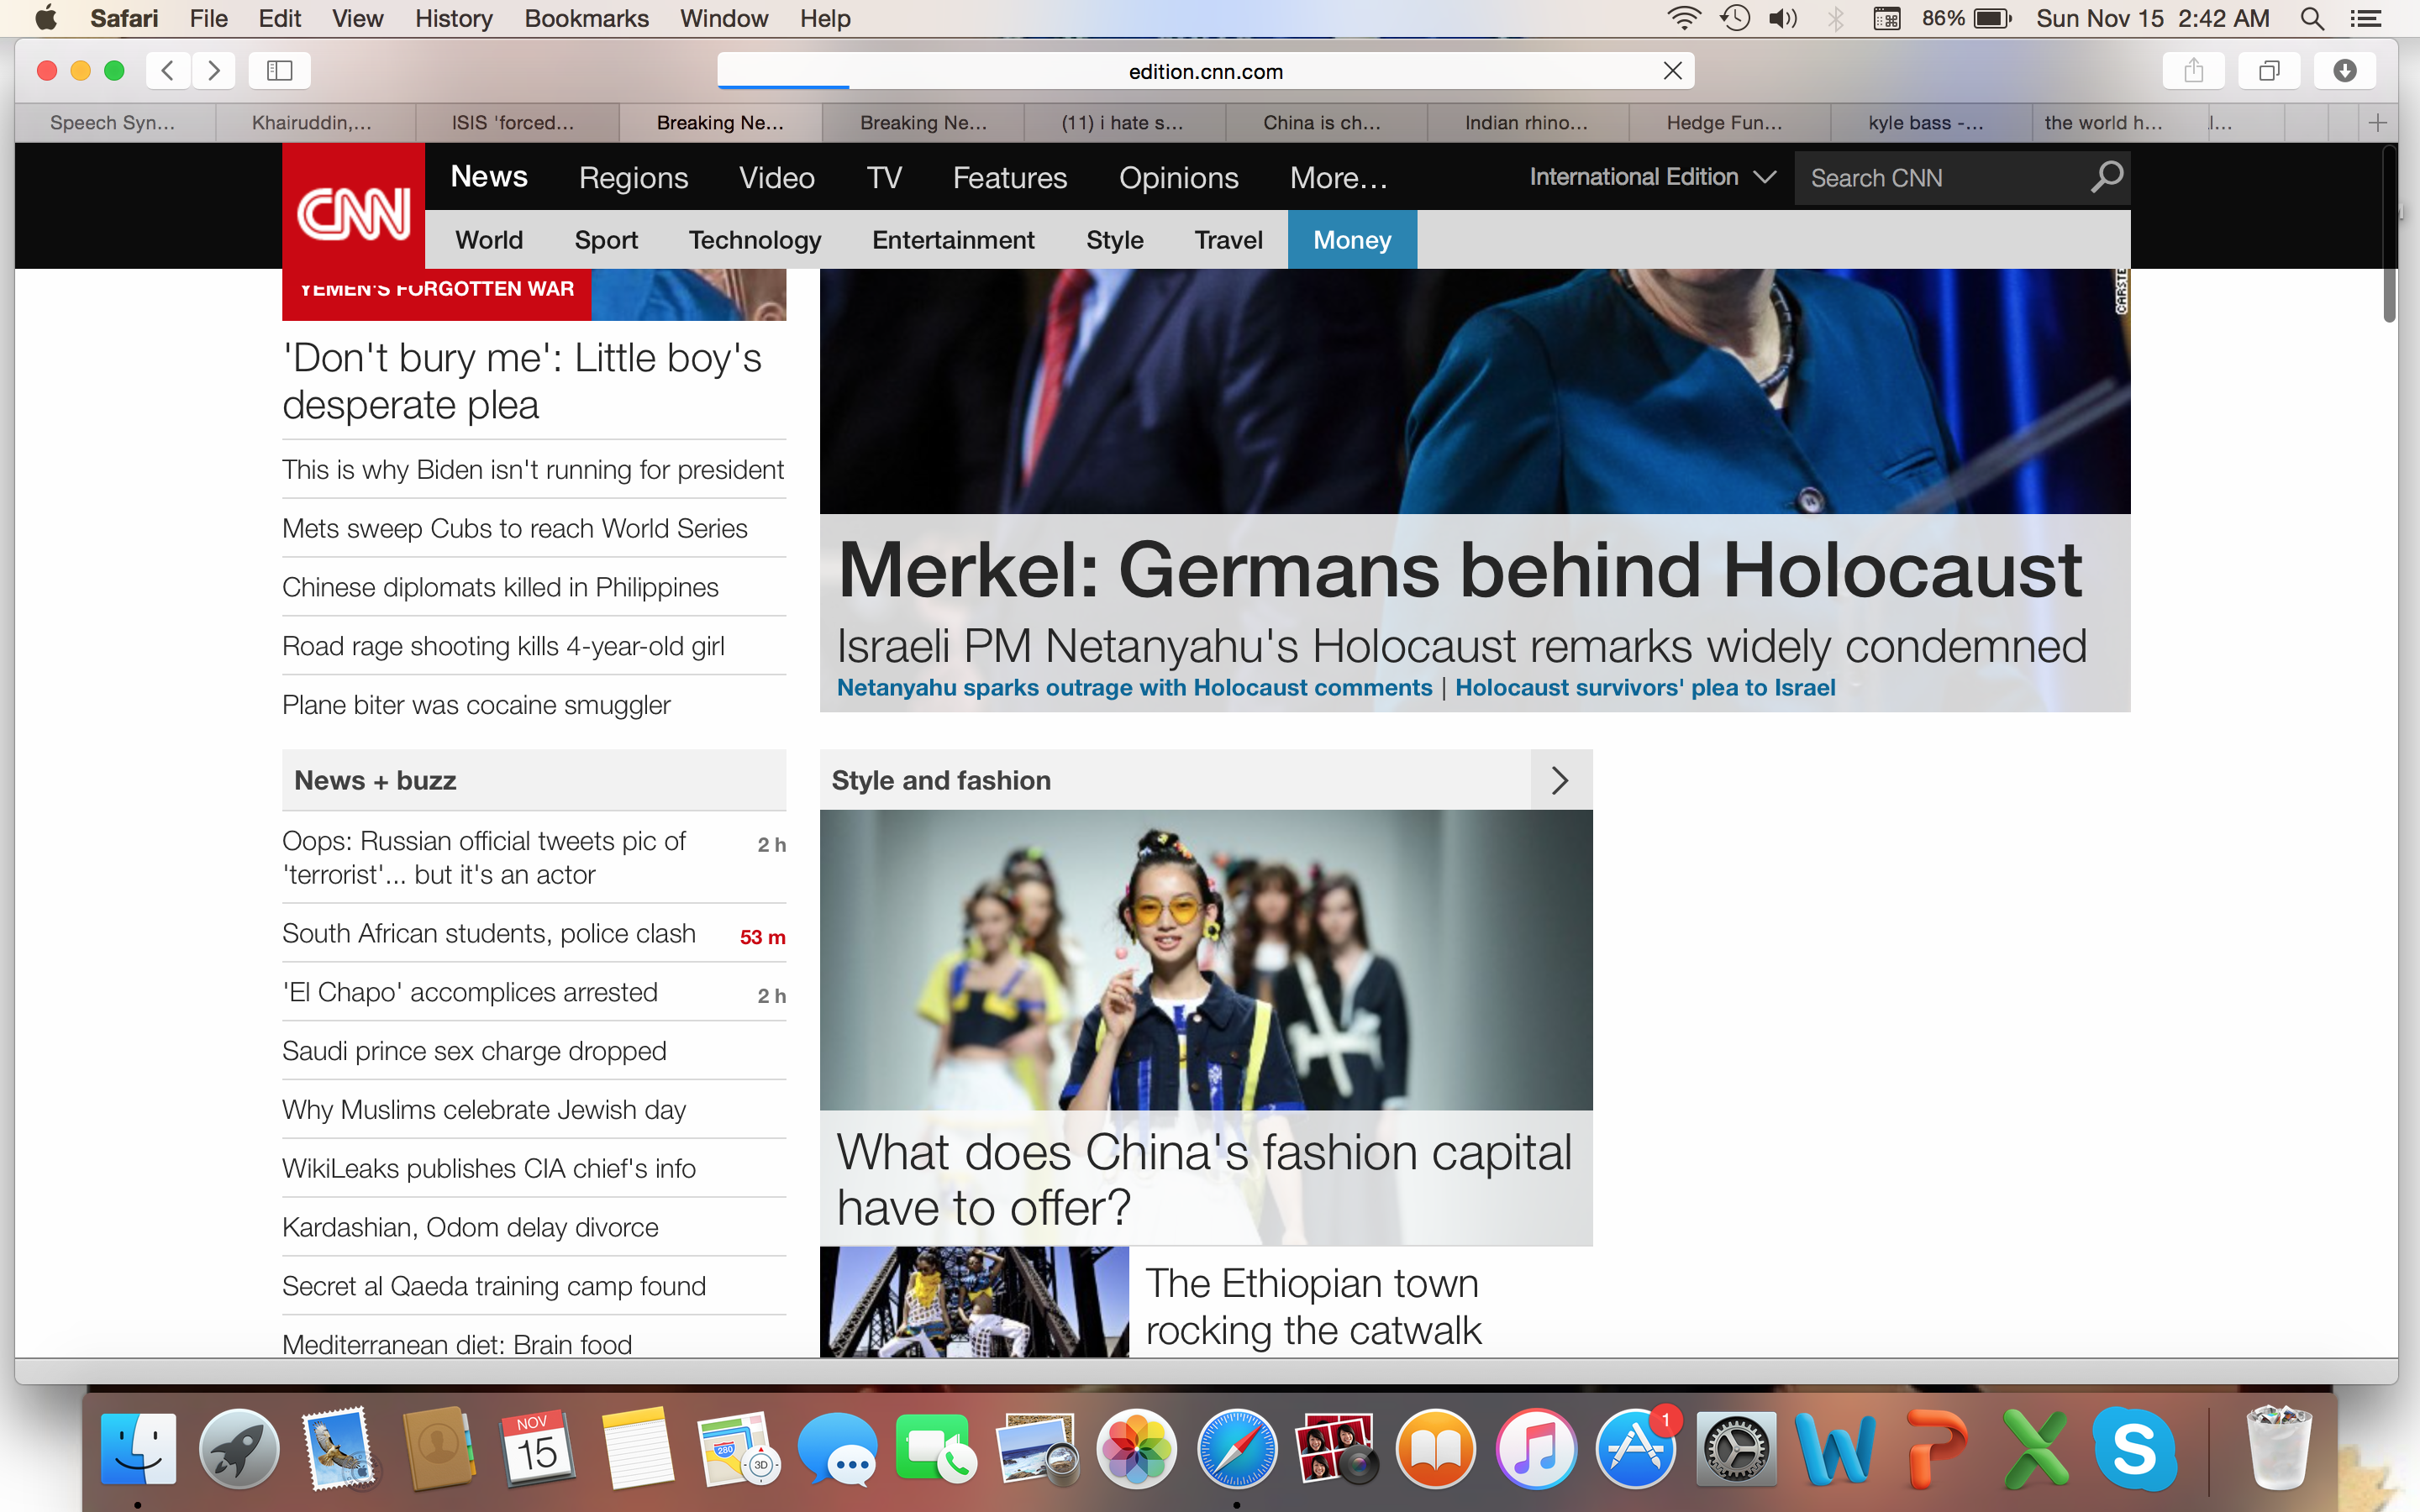 Safari File Edit View History Bookmarks Window Help 86% Sun Nov 15 2:42 AM
edition.cnn.com
Speech Syn... Khairuddin,... ISIS 'forced... Breaking Ne... Breaking Ne... (11) i hate s... China is ch... Indian rhino... Hedge Fun... kyle bass -... the world h...
CNN
News Regions Video TV Features Opinions More... International Edition Search CNN
World Sport Technology Entertainment Style Travel Money
YEMEN'S FORGOTTEN WAR
'Don't bury me': Little boy's
desperate plea
This is why Biden isn't running for president
Mets sweep Cubs to reach World Series
Chinese diplomats killed in Philippines
Road rage shooting kills 4-year-old girl
Plane biter was cocaine smuggler
CARSTE
Merkel: Germans behind Holocaust
Israeli PM Netanyahu's Holocaust remarks widely condemned
Netanyahu sparks outrage with Holocaust comments | Holocaust survivors' plea to Israel
News + buzz
Oops: Russian official tweets pic of 2 h
'terrorist'... but it's an actor
South African students, police clash 53 m
'El Chapo' accomplices arrested 2 h
Saudi prince sex charge dropped
Why Muslims celebrate Jewish day
WikiLeaks publishes CIA chief's info
Kardashian, Odom delay divorce
Secret al Qaeda training camp found
Mediterranean diet: Brain food
Style and fashion
What does China's fashion capital
have to offer?
The Ethiopian town
rocking the catwalk
NOV
15
280
3D
1